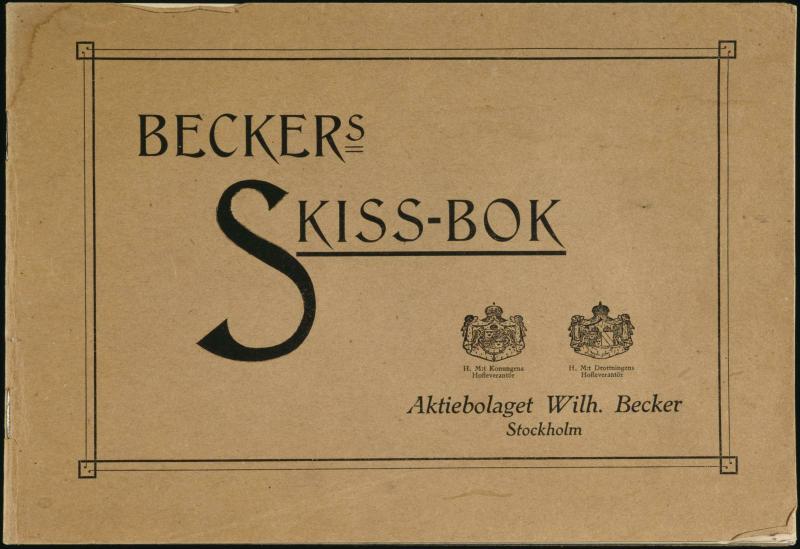 BECKERS
SKISS-BOK
H. M:t Konungens
Hofleverantör
H. M:t Drottningens
Hofleverantör
Aktiebolaget Wilh. Becker
Stockholm